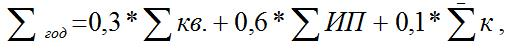 ∑ год =0,3 * ∑ кв. + 0,6 * ∑ ИП + 0,1 * ∑ к̄ ,